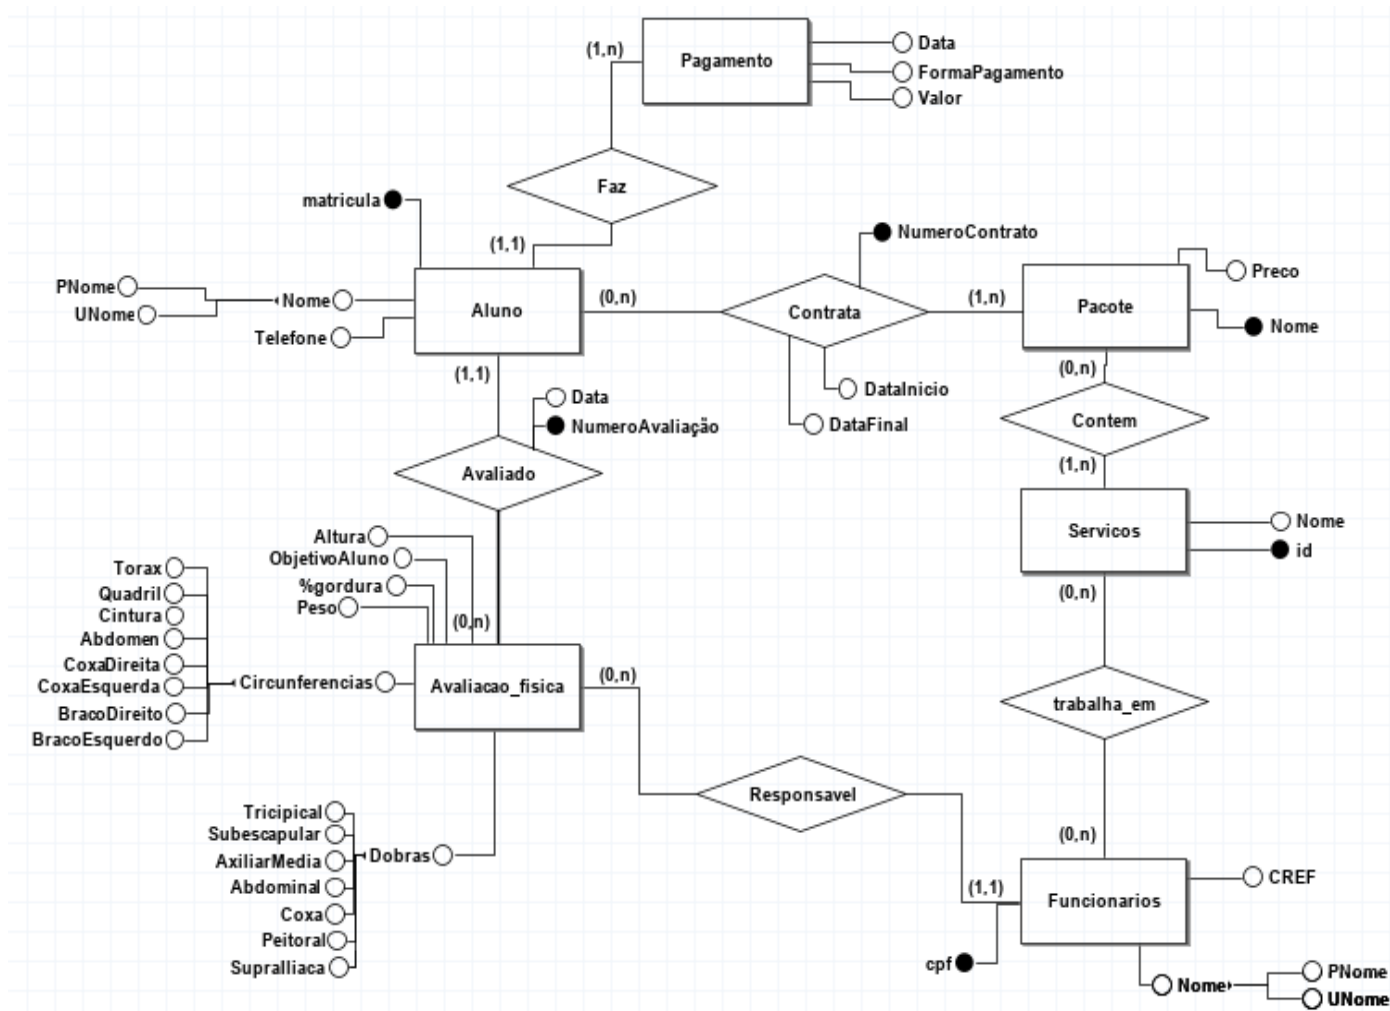 Pagamento
(1,n)
Data
FormaPagamento
Valor
Faz
matricula
(1,1)
NumeroContrato
PNome
UNome
Nome
Telefone
Aluno
(0,n)
Contrata
(1,n)
Pacote
Preco
Nome
(1,1)
DataInicio
DataFinal
(0,n)
Contem
(1,n)
Data
NumeroAvaliação
Avaliado
Servicos
Nome
id
(0,n)
Altura
ObjetivoAluno
%gordura
Peso
(0,n)
Torax
Quadril
Cintura
Abdomen
CoxaDireita
CoxaEsquerda
BracoDireito
BracoEsquerdo
Circunferencias
Avaliacao_fisica
(0,n)
trabalha_em
Responsavel
(0,n)
Tricipical
Subescapular
AxiliarMedia
Abdominal
Coxa
Peitoral
Supralliaca
Dobras
(1,1)
Funcionarios
CREF
cpf
Nome
PNome
UNome